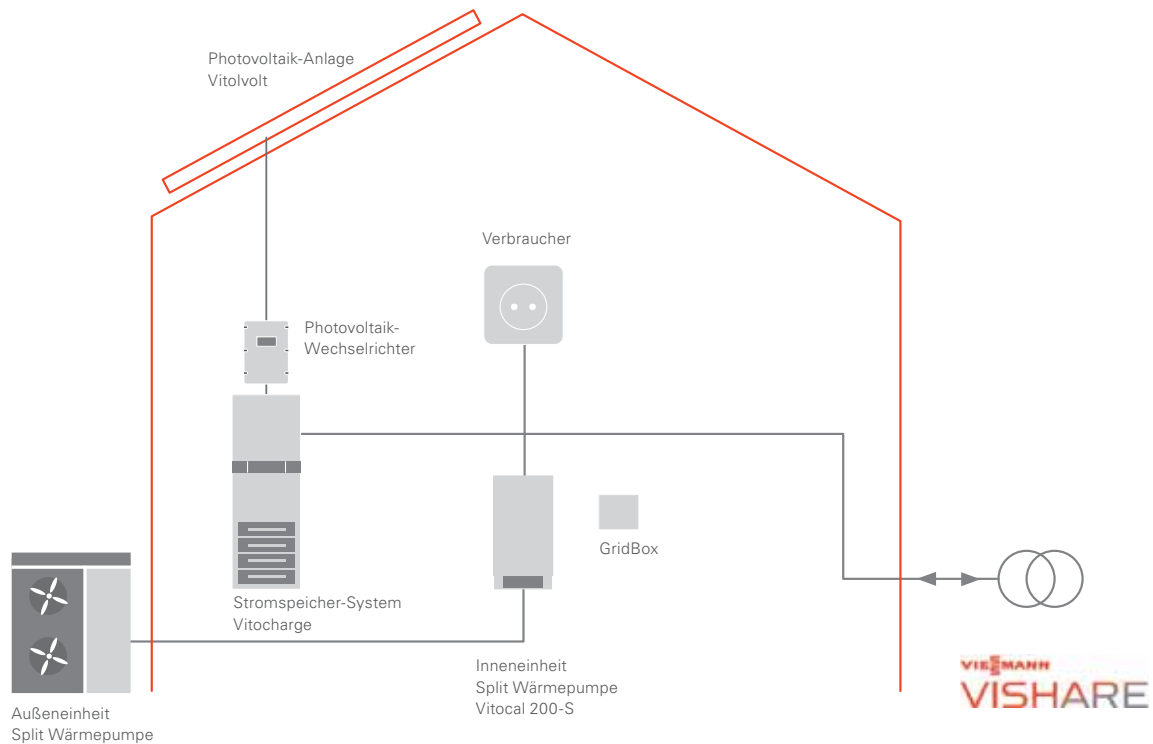 Photovoltaik-Anlage
Vitolvolt
Verbraucher
Photovoltaik-
Wechselrichter
GridBox
Stromspeicher-System
Vitocharge
Inneneinheit
Split Wärmepumpe
Vitocal 200-S
Außeneinheit
Split Wärmepumpe
VIESMANN
VISHARE